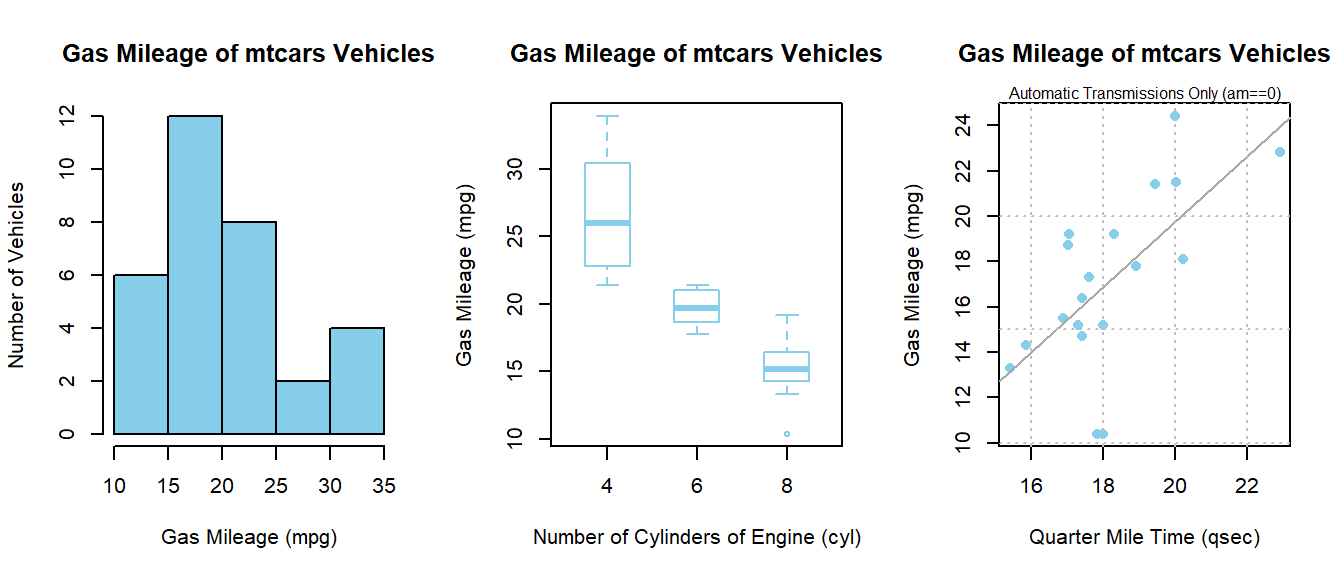 Gas Mileage of mtcars Vehicles
Number of Vehicles
12
10
8
6
4
2
0
10 15 20 25 30 35
Gas Mileage (mpg)
Gas Mileage of mtcars Vehicles
Gas Mileage (mpg)
30
25
20
15
10
4 6 8
Number of Cylinders of Engine (cyl)
Gas Mileage of mtcars Vehicles
Automatic Transmissions Only (am==0)
Gas Mileage (mpg)
24
22
20
18
16
14
12
10
16 18 20 22
Quarter Mile Time (qsec)